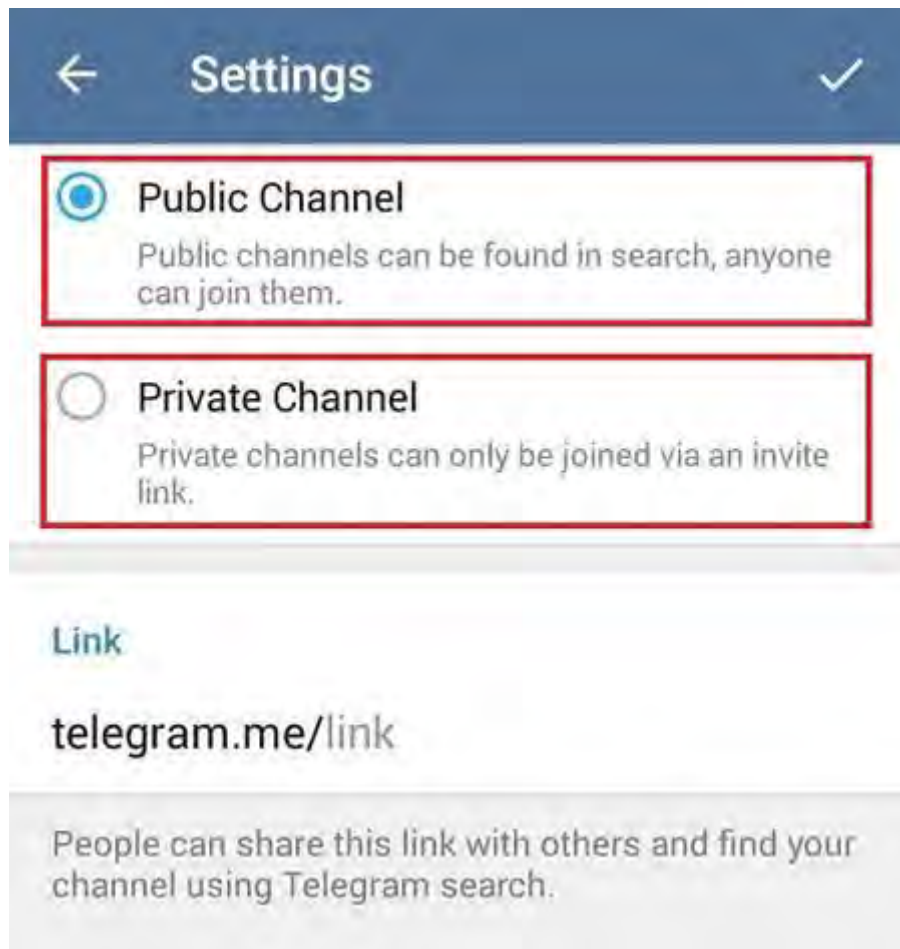 Settings
Public Channel
Public channels can be found in search, anyone
can join them.
Private Channel
Private channels can only be joined via an invite
link.
Link
telegram.me/link
People can share this link with others and find your
channel using Telegram search.